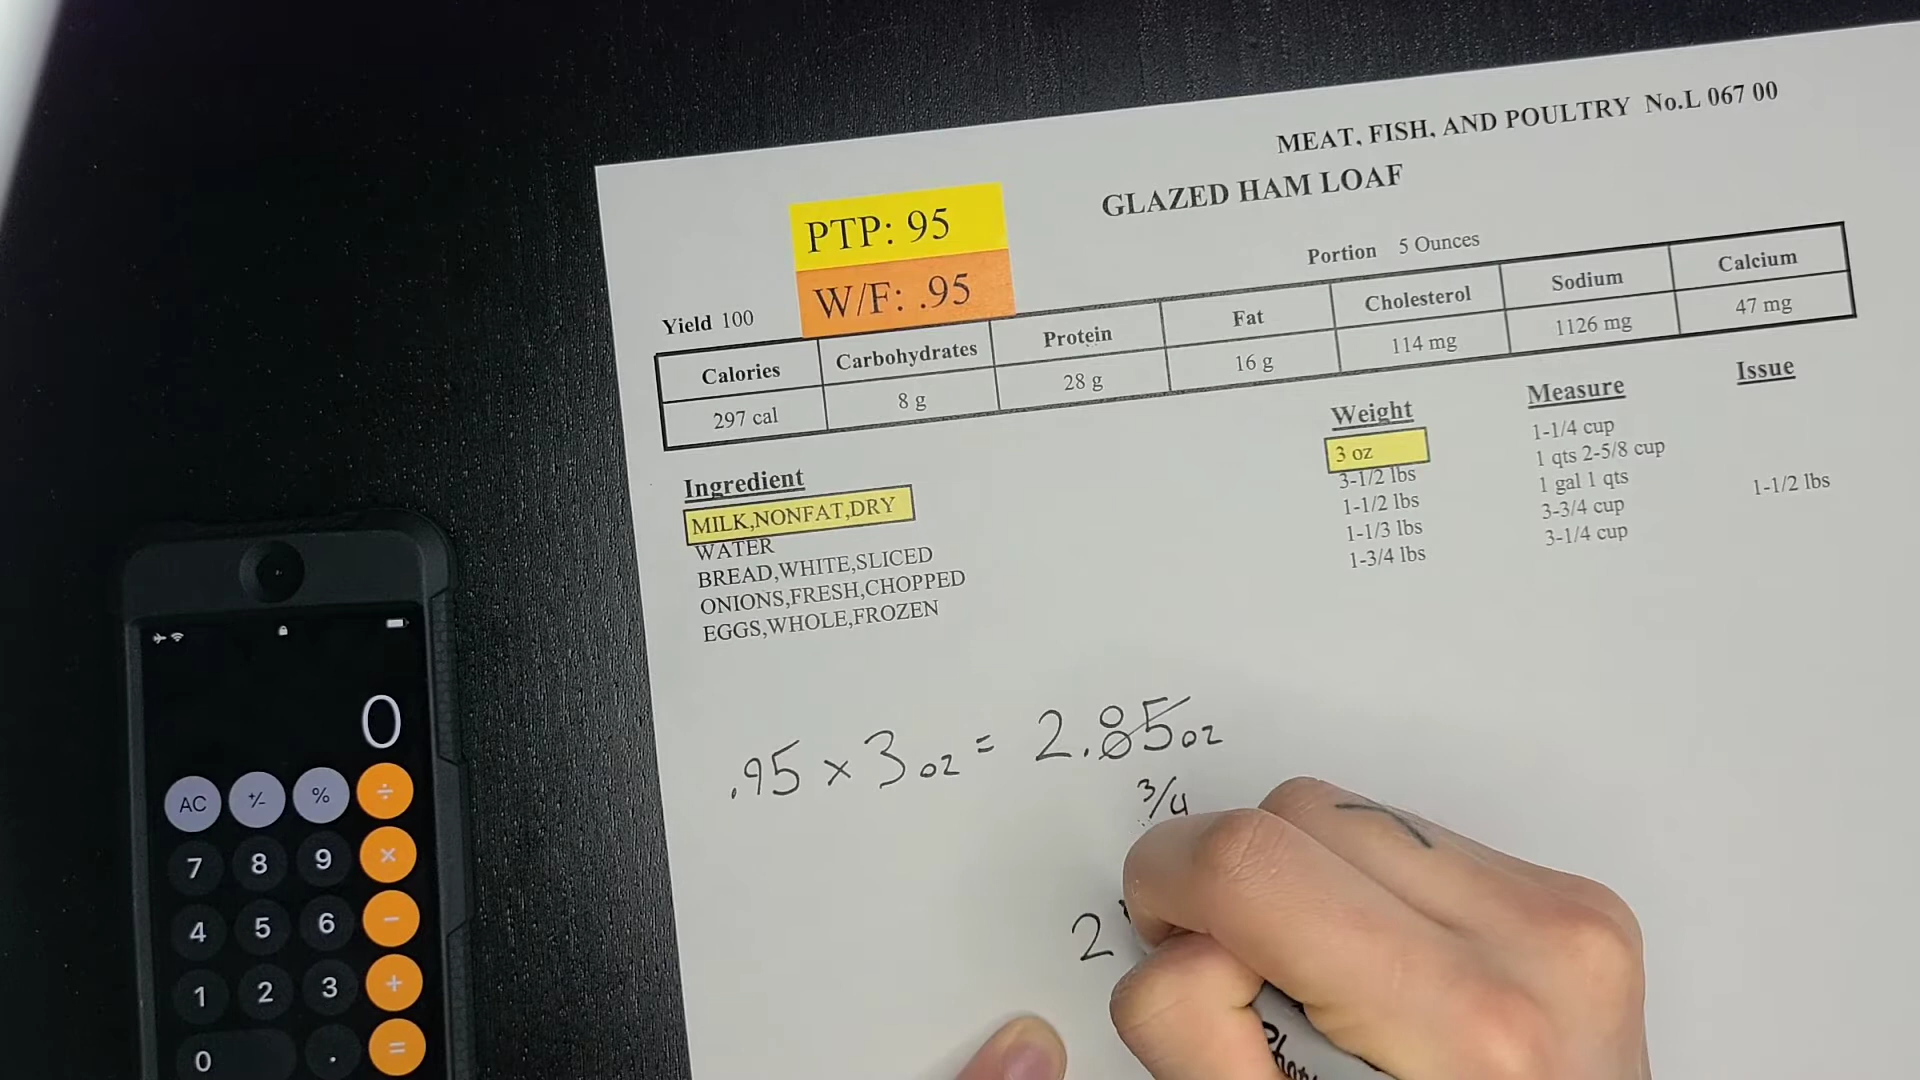 MEAT, FISH, AND POULTRY No.L 067 00
GLAZED HAM LOAF
PTP: 95
W/F: .95
Yield 100
Portion 5 Ounces
Calories Carbohydrates Protein Fat Cholesterol Sodium Calcium
297 cal 8 g 28 g 16 g 114 mg 1126 mg 47 mg
Ingredient Weight Measure Issue
MILK,NONFAT,DRY 3 oz 1-1/4 cup
WATER 3-1/2 lbs 1 qts 2-5/8 cup
BREAD,WHITE,SLICED 1-1/2 lbs 1 gal 1 qts
ONIONS,FRESH,CHOPPED 1-1/3 lbs 3-3/4 cup 1-1/2 lbs
EGGS,WHOLE,FROZEN 1-3/4 lbs 3-1/4 cup
.95 x 3 oz = 2.85 oz
3/4
2
0
AC +/- % ÷
7 8 9 ×
4 5 6 −
1 2 3 +
0 . =